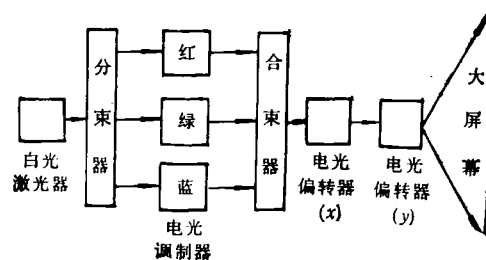 白光
激光器
分束器
红
绿
蓝
电光
调制器
合束器
电光
偏转器
(x)
电光
偏转器
(y)
大屏幕